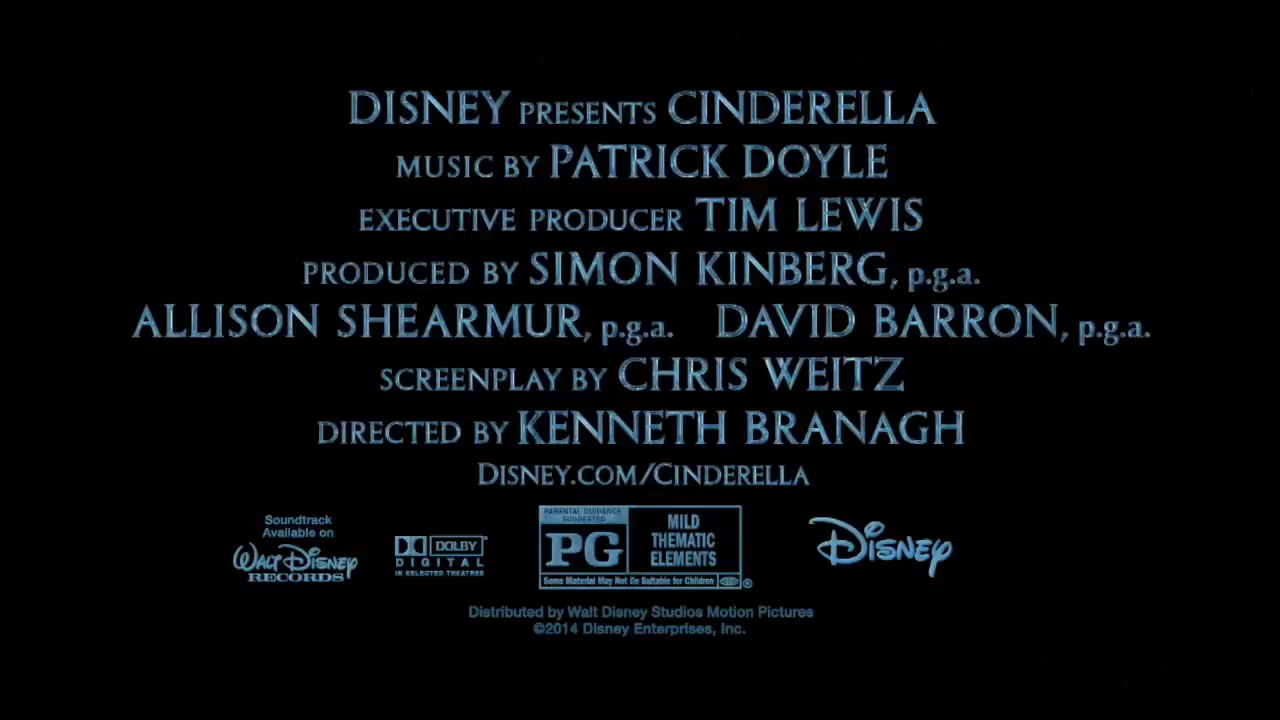 DISNEY PRESENTS CINDERELLA
MUSIC BY PATRICK DOYLE
EXECUTIVE PRODUCER TIM LEWIS
PRODUCED BY SIMON KINBERG, p.g.a.
ALLISON SHEARMUR, p.g.a. DAVID BARRON, p.g.a.
SCREENPLAY BY CHRIS WEITZ
DIRECTED BY KENNETH BRANAGH
DISNEY.COM/CINDERELLA
Soundtrack
Available on
WALT DISNEY
RECORDS
DOLBY
DIGITAL
IN SELECTED THEATRES
PARENTAL GUIDANCE
SUGGESTED
PG
MILD
THEMATIC
ELEMENTS
Some Material May Not Be Suitable for Children
®
DISNEY
Distributed by Walt Disney Studios Motion Pictures
©2014 Disney Enterprises, Inc.